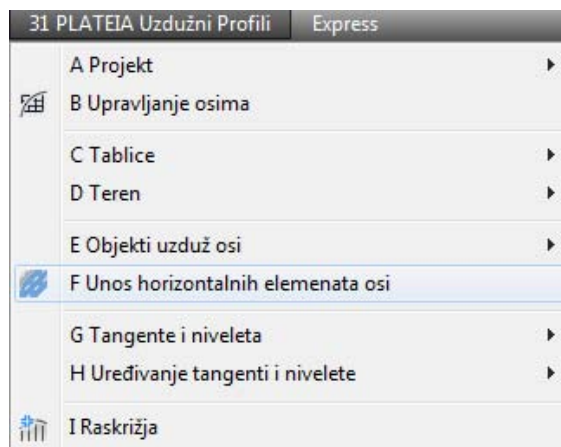 31 PLATEIA Uzdužni Profili Express
A Projekt
B Upravljanje osima
C Tablice
D Teren
E Objekti uzduž osi
F Unos horizontalnih elemenata osi
G Tangente i niveleta
H Uređivanje tangenti i nivelete
I Raskrižja